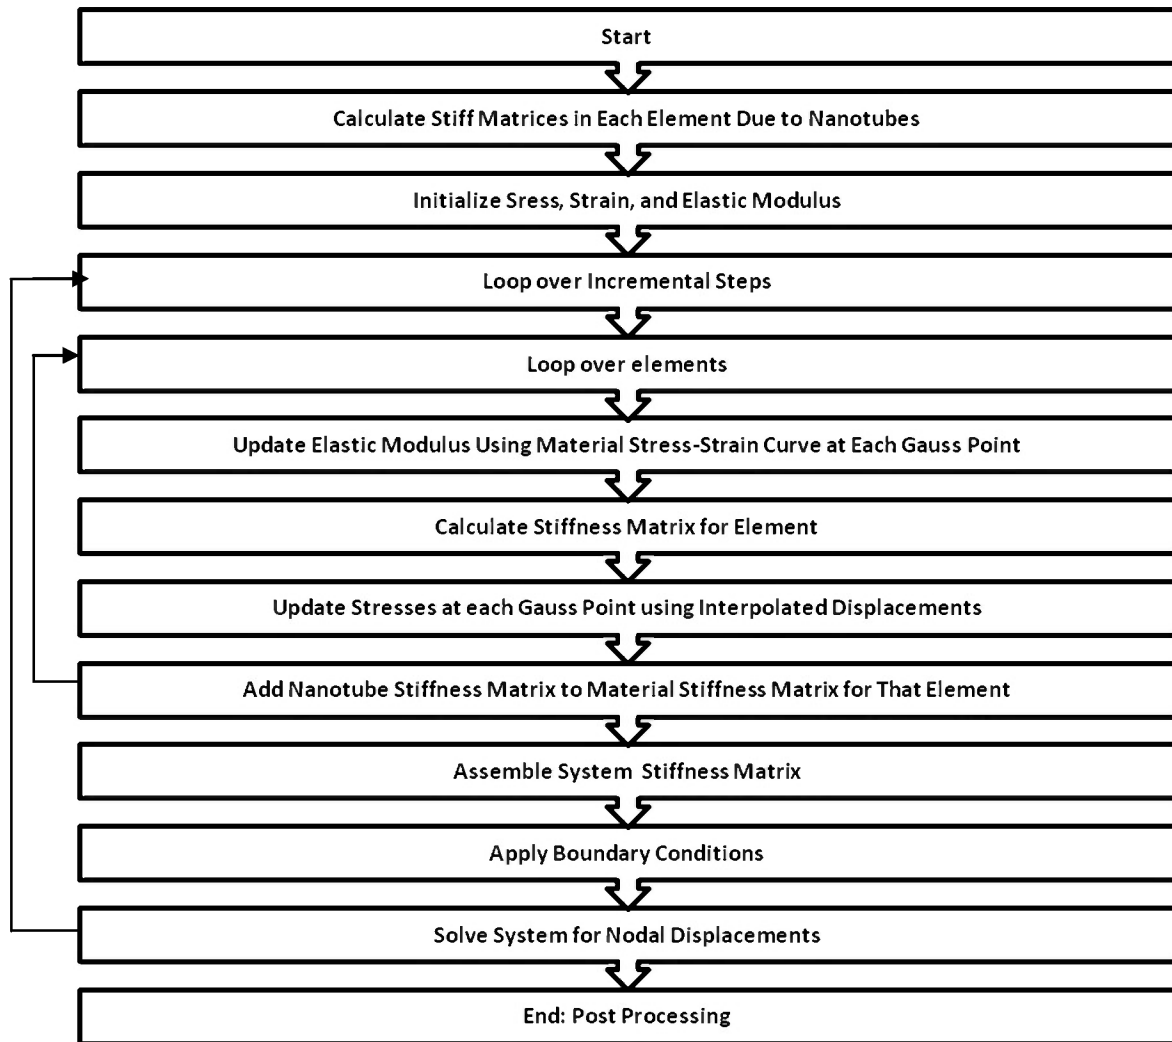 Start
Calculate Stiff Matrices in Each Element Due to Nanotubes
Initialize Sress, Strain, and Elastic Modulus
Loop over Incremental Steps
Loop over elements
Update Elastic Modulus Using Material Stress-Strain Curve at Each Gauss Point
Calculate Stiffness Matrix for Element
Update Stresses at each Gauss Point using Interpolated Displacements
Add Nanotube Stiffness Matrix to Material Stiffness Matrix for That Element
Assemble System Stiffness Matrix
Apply Boundary Conditions
Solve System for Nodal Displacements
End: Post Processing